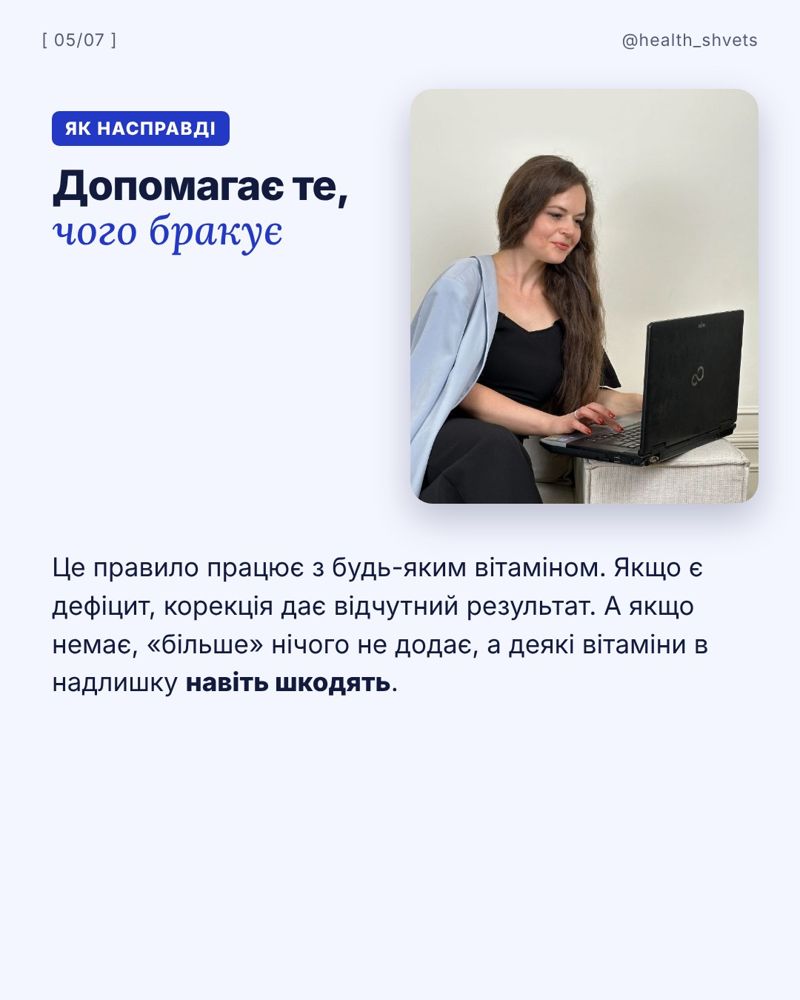 [ 05/07 ]
@health_shvets
ЯК НАСПРАВДІ
Допомагає те,
чого бракує
Це правило працює з будь-яким вітаміном. Якщо є
дефіцит, корекція дає відчутний результат. А якщо
немає, «більше» нічого не додає, а деякі вітаміни в
надлишку навіть шкодять.